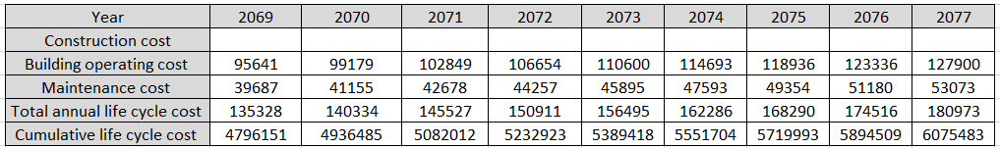 Year 2069 2070 2071 2072 2073 2074 2075 2076 2077
Construction cost
Building operating cost 95641 99179 102849 106654 110600 114693 118936 123336 127900
Maintenance cost 39687 41155 42678 44257 45895 47593 49354 51180 53073
Total annual life cycle cost 135328 140334 145527 150911 156495 162286 168290 174516 180973
Cumulative life cycle cost 4796151 4936485 5082012 5232923 5389418 5551704 5719993 5894509 6075483